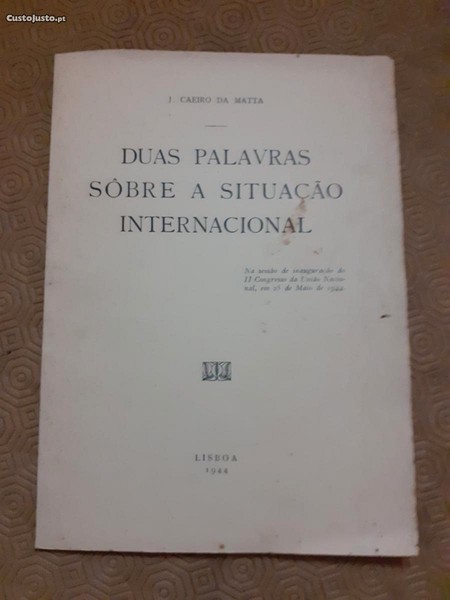 CustoJusto.pt
J. CAEIRO DA MATTA
DUAS PALAVRAS
SÔBRE A SITUAÇÃO
INTERNACIONAL
Na sessão de inauguração do
II Congresso da União Nacio-
nal, em 28 de Maio de 1944.
LISBOA
1944